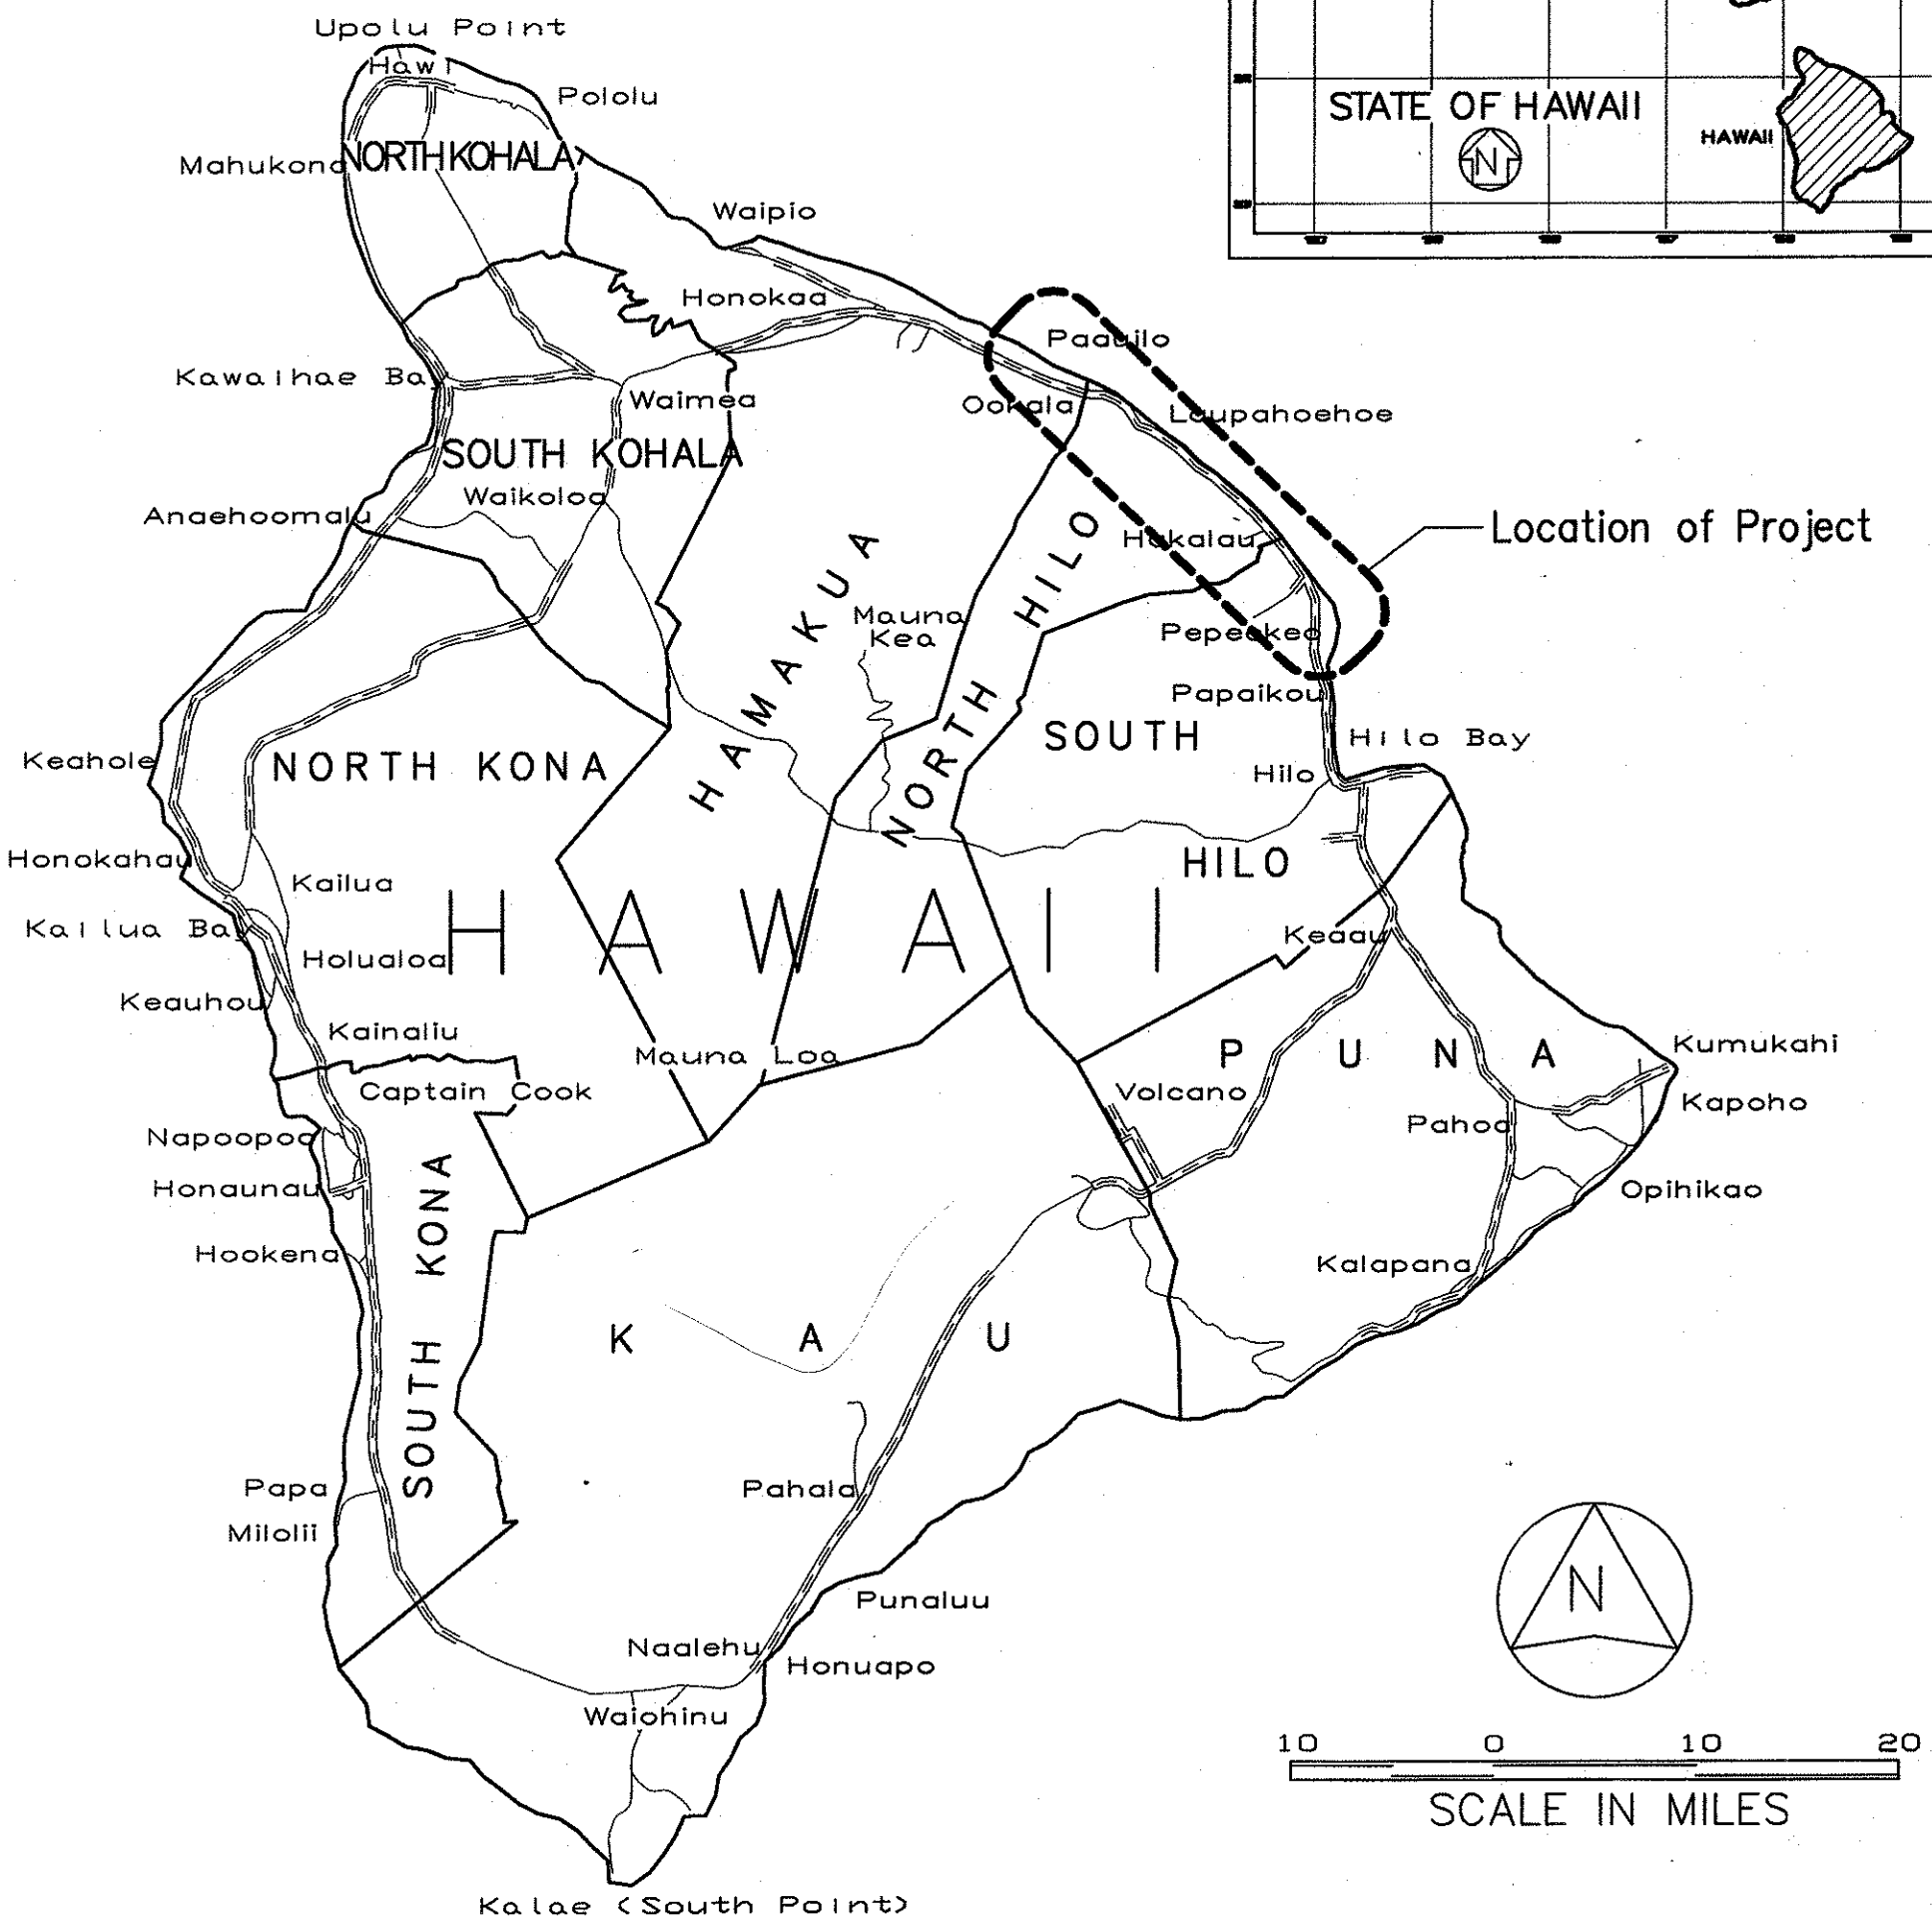 Upolu Point
Hawi
Pololu
NORTH KOHALA
Mahukona
Waipio
STATE OF HAWAII
N
HAWAII
Honokaa
Paauilo
Kawaihae Bay
Waimea
Ookala
Laupahoehoe
SOUTH KOHALA
Waikoloa
Anaehoomalu
Hakalau
Location of Project
HAMAKUA
Mauna
Kea
NORTH HILO
Pepeekeo
Papaikou
SOUTH
HILO
Hilo Bay
Hilo
Keahole
NORTH KONA
Honokahau
Kailua
Kailua Bay
HAWAII
Keaau
Holualoa
Keauhou
Kainaliu
Mauna Loa
PUNA
Kumukahi
Captain Cook
Volcano
Kapoho
Pahoa
Napoopoo
Honaunau
Opihikao
SOUTH KONA
Hookena
Kalapana
KAU
Papa
Pahala
Milolii
Punaluu
N
Naalehu
Honuapo
Waiohinu
10 0 10 20
SCALE IN MILES
Kalae (South Point)